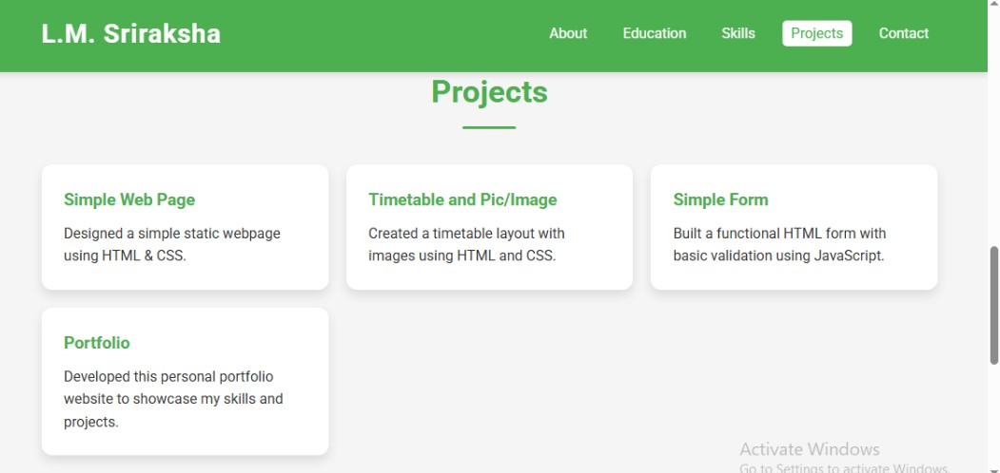 L.M. Sriraksha
About Education Skills Projects Contact
Projects
Simple Web Page
Designed a simple static webpage
using HTML & CSS.
Timetable and Pic/Image
Created a timetable layout with
images using HTML and CSS.
Simple Form
Built a functional HTML form with
basic validation using JavaScript.
Portfolio
Developed this personal portfolio
website to showcase my skills and
projects.
Activate Windows
Go to Settings to activate Windows.